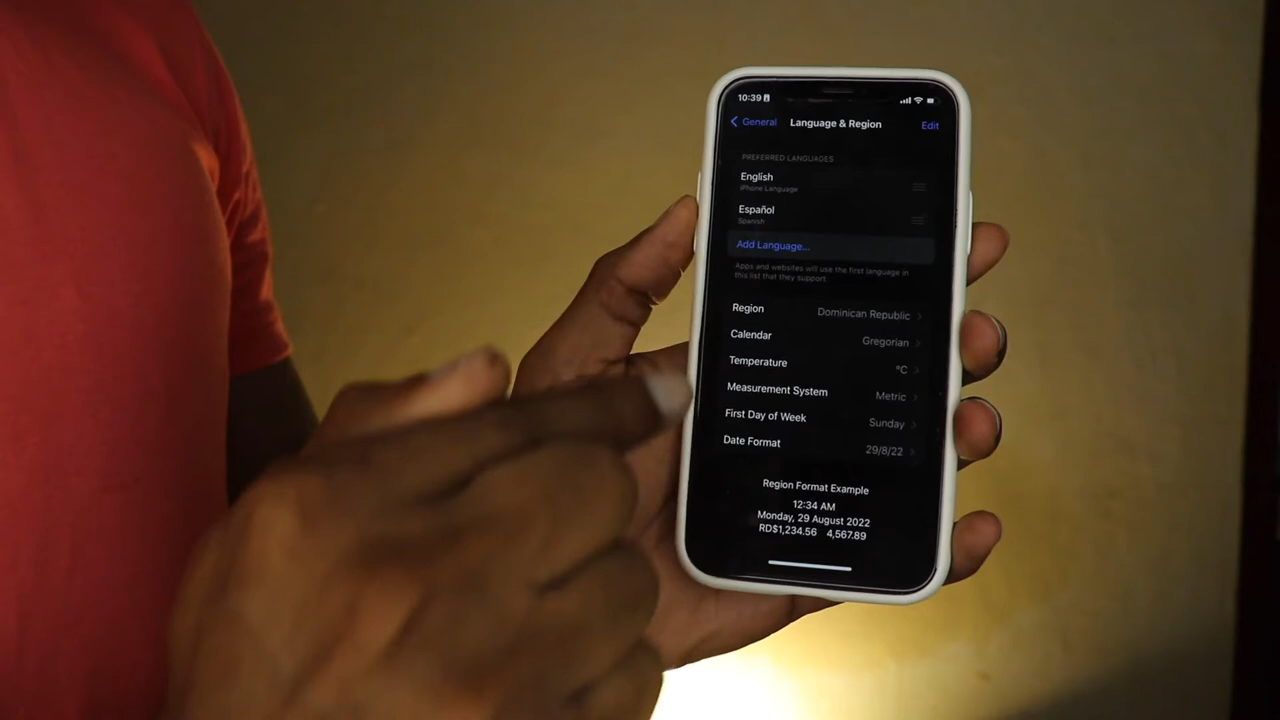 10:39
General
Language & Region
Edit
PREFERRED LANGUAGES
English
iPhone Language
Español
Spanish
Add Language...
Apps and websites will use the first language in
this list that they support.
Region Dominican Republic
Calendar Gregorian
Temperature °C
Measurement System Metric
First Day of Week Sunday
Date Format 29/8/22
Region Format Example
12:34 AM
Monday, 29 August 2022
RD$1,234.56 4,567.89